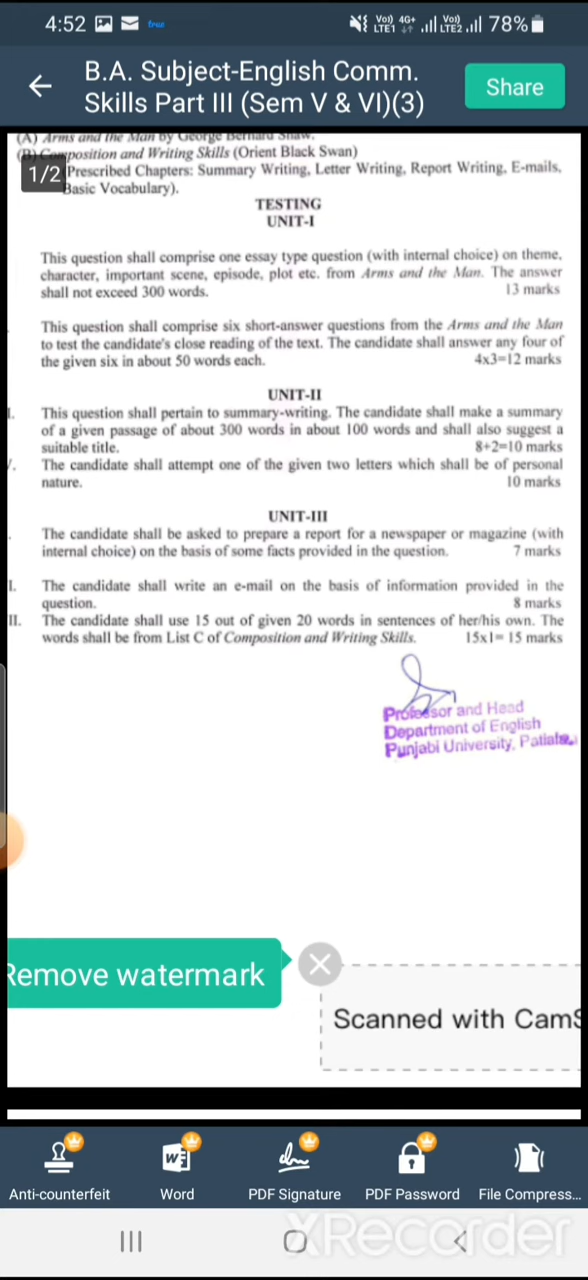 4:52 free Vo)) LTE1 4G+ Vo)) LTE2 78%
B.A. Subject-English Comm.
Skills Part III (Sem V & VI)(3)
Share
(A) Arms and the Man by George Bernard Shaw.
(B) Composition and Writing Skills (Orient Black Swan)
1/2
Prescribed Chapters: Summary Writing, Letter Writing, Report Writing, E-mails,
Basic Vocabulary).
TESTING
UNIT-I
This question shall comprise one essay type question (with internal choice) on theme,
character, important scene, episode, plot etc. from Arms and the Man. The answer
shall not exceed 300 words. 13 marks
This question shall comprise six short-answer questions from the Arms and the Man
to test the candidate's close reading of the text. The candidate shall answer any four of
the given six in about 50 words each. 4x3=12 marks
UNIT-II
I. This question shall pertain to summary-writing. The candidate shall make a summary
of a given passage of about 300 words in about 100 words and shall also suggest a
suitable title. 8+2=10 marks
The candidate shall attempt one of the given two letters which shall be of personal
nature. 10 marks
UNIT-III
The candidate shall be asked to prepare a report for a newspaper or magazine (with
internal choice) on the basis of some facts provided in the question. 7 marks
I. The candidate shall write an e-mail on the basis of information provided in the
question. 8 marks
II. The candidate shall use 15 out of given 20 words in sentences of her/his own. The
words shall be from List C of Composition and Writing Skills. 15x1= 15 marks
Professor and Head
Department of English
Punjabi University, Patiala.
Remove watermark
Scanned with CamS
Anti-counterfeit
Word
PDF Signature
PDF Password
File Compress...
XRecorder